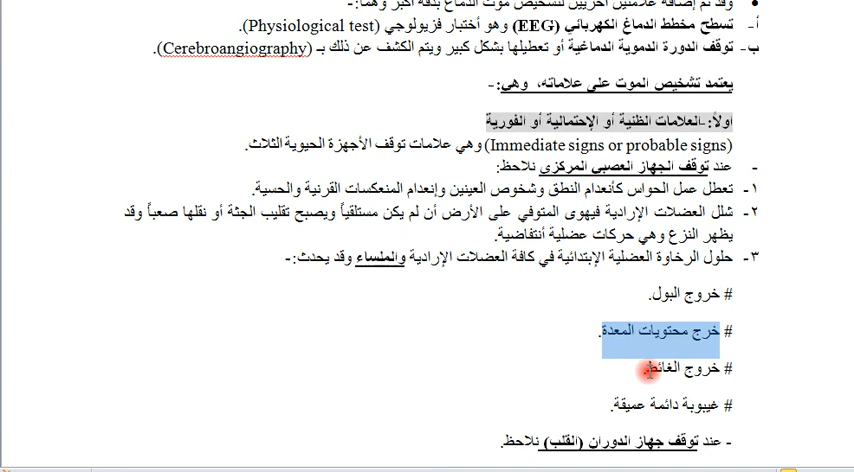 وقد تم إضافة علامتين أخريين لتشخيص موت الدماغ بدقة أكبر وهما:-
أ- تسطح مخطط الدماغ الكهربائي (EEG) وهو أختبار فزيولوجي (Physiological test).
ب- توقف الدورة الدموية الدماغية أو تعطيلها بشكل كبير ويتم الكشف عن ذلك بـ (Cerebroangiography).
يعتمد تشخيص الموت على علاماته، وهي:-
أولاً:-العلامات الظنية أو الإحتمالية أو الفورية
(Immediate signs or probable signs) وهي علامات توقف الأجهزة الحيوية الثلاث.
- عند توقف الجهاز العصبي المركزي نلاحظ:
١- تعطل عمل الحواس كأنعدام النطق وشخوص العينين وإنعدام المنعكسات القرنية والحسية.
٢- شلل العضلات الإرادية فيهوى المتوفي على الأرض أن لم يكن مستلقياً ويصبح تقليب الجثة أو نقلها صعباً وقد
يظهر النزع وهي حركات عضلية أنتفاضية.
٣- حلول الرخاوة العضلية الإبتدائية في كافة العضلات الإرادية والملساء وقد يحدث:-
# خروج البول.
# خرج محتويات المعدة.
# خروج الغائط.
# غيبوبة دائمة عميقة.
- عند توقف جهاز الدوران (القلب) نلاحظ.